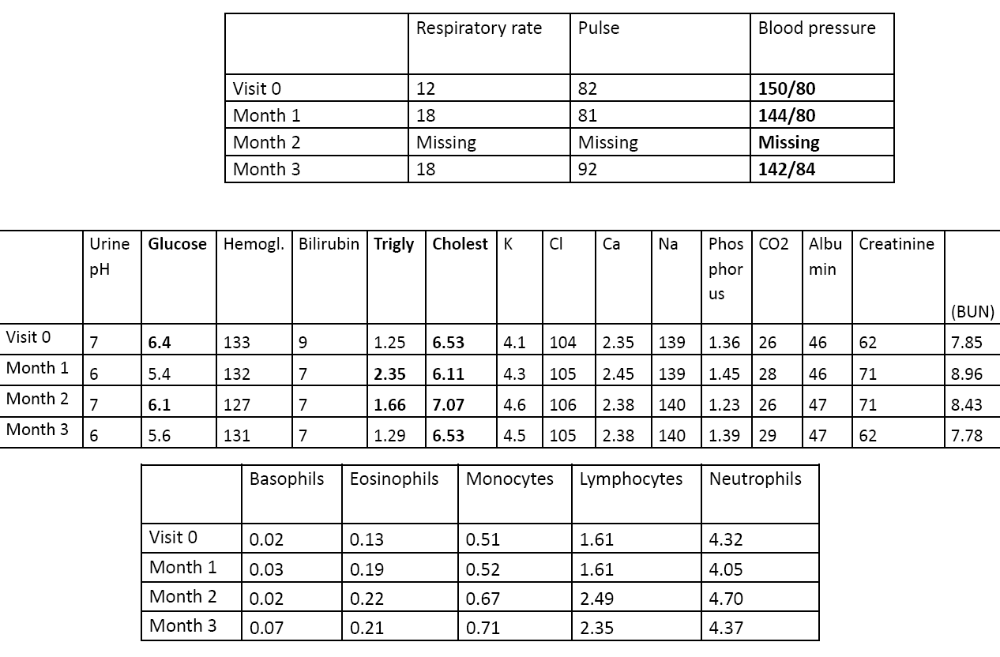 Respiratory rate Pulse Blood pressure
Visit 0 12 82 150/80
Month 1 18 81 144/80
Month 2 Missing Missing Missing
Month 3 18 92 142/84
Urine Glucose Hemogl. Bilirubin Trigly Cholest K Cl Ca Na Phos CO2 Albu Creatinine
pH phor min
us
(BUN)
Visit 0 7 6.4 133 9 1.25 6.53 4.1 104 2.35 139 1.36 26 46 62 7.85
Month 1 6 5.4 132 7 2.35 6.11 4.3 105 2.45 139 1.45 28 46 71 8.96
Month 2 7 6.1 127 7 1.66 7.07 4.6 106 2.38 140 1.23 26 47 71 8.43
Month 3 6 5.6 131 7 1.29 6.53 4.5 105 2.38 140 1.39 29 47 62 7.78
Basophils Eosinophils Monocytes Lymphocytes Neutrophils
Visit 0 0.02 0.13 0.51 1.61 4.32
Month 1 0.03 0.19 0.52 1.61 4.05
Month 2 0.02 0.22 0.67 2.49 4.70
Month 3 0.07 0.21 0.71 2.35 4.37